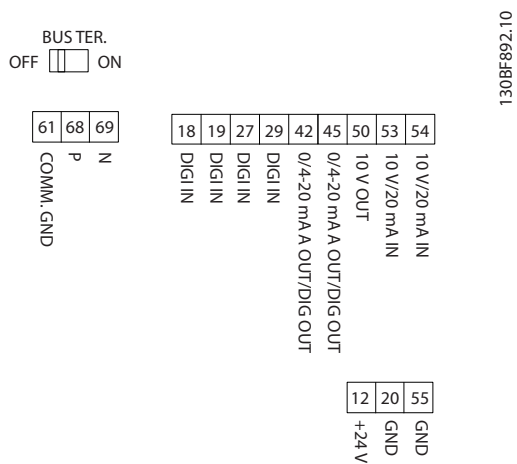 130BF892.10
BUS TER.
OFF ON
61 68 69
COMM. GND
P
N
18 19 27 29 42 45 50 53 54
DIGI IN
DIGI IN
DIGI IN
DIGI IN
0/4-20 mA A OUT/DIG OUT
0/4-20 mA A OUT/DIG OUT
10 V OUT
10 V/20 mA IN
10 V/20 mA IN
12 20 55
+24 V
GND
GND